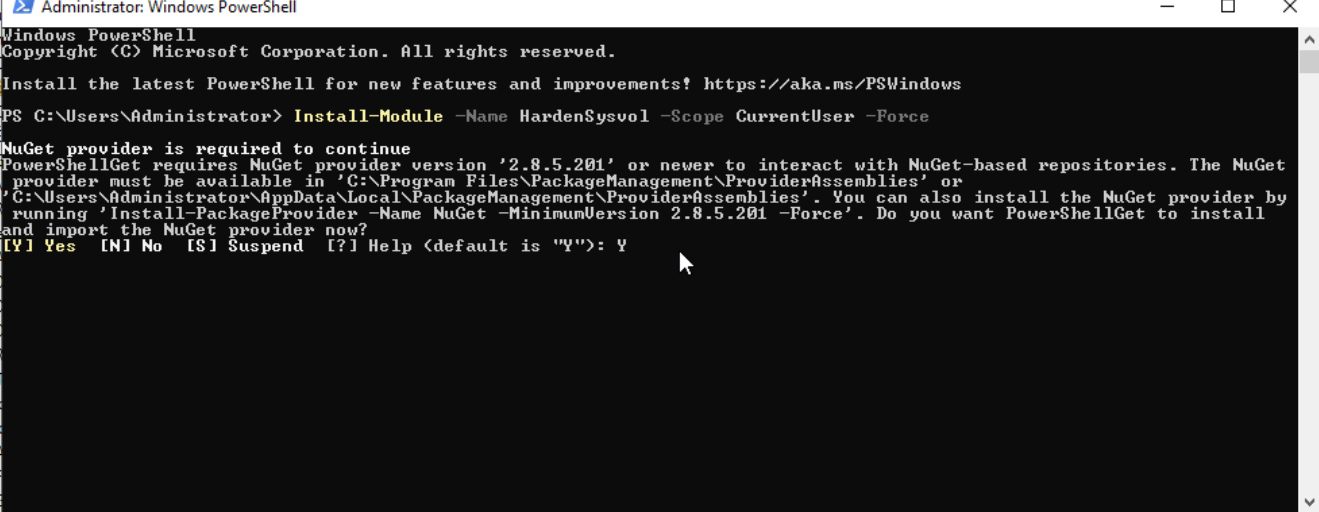 Administrator: Windows PowerShell
Windows PowerShell
Copyright (C) Microsoft Corporation. All rights reserved.
Install the latest PowerShell for new features and improvements! https://aka.ms/PSWindows
PS C:\Users\Administrator> Install-Module -Name HardenSysvol -Scope CurrentUser -Force
NuGet provider is required to continue
PowerShellGet requires NuGet provider version '2.8.5.201' or newer to interact with NuGet-based repositories. The NuGet
provider must be available in 'C:\Program Files\PackageManagement\ProviderAssemblies' or
'C:\Users\Administrator\AppData\Local\PackageManagement\ProviderAssemblies'. You can also install the NuGet provider by
running 'Install-PackageProvider -Name NuGet -MinimumVersion 2.8.5.201 -Force'. Do you want PowerShellGet to install
and import the NuGet provider now?
[Y] Yes  [N] No  [S] Suspend  [?] Help (default is "Y"): Y